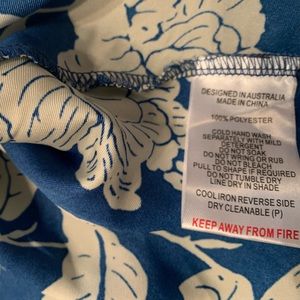 DESIGNED IN AUSTRALIA
MADE IN CHINA
100% POLYESTER
COLD HAND WASH
SEPARATELY WITH MILD
DETERGENT
DO NOT SOAK
DO NOT WRING OR RUB
DO NOT BLEACH
PULL TO SHAPE IF REQUIRED
DO NOT TUMBLE DRY
LINE DRY IN SHADE
COOL IRON REVERSE SIDE
DRY CLEANABLE (P)
KEEP AWAY FROM FIRE